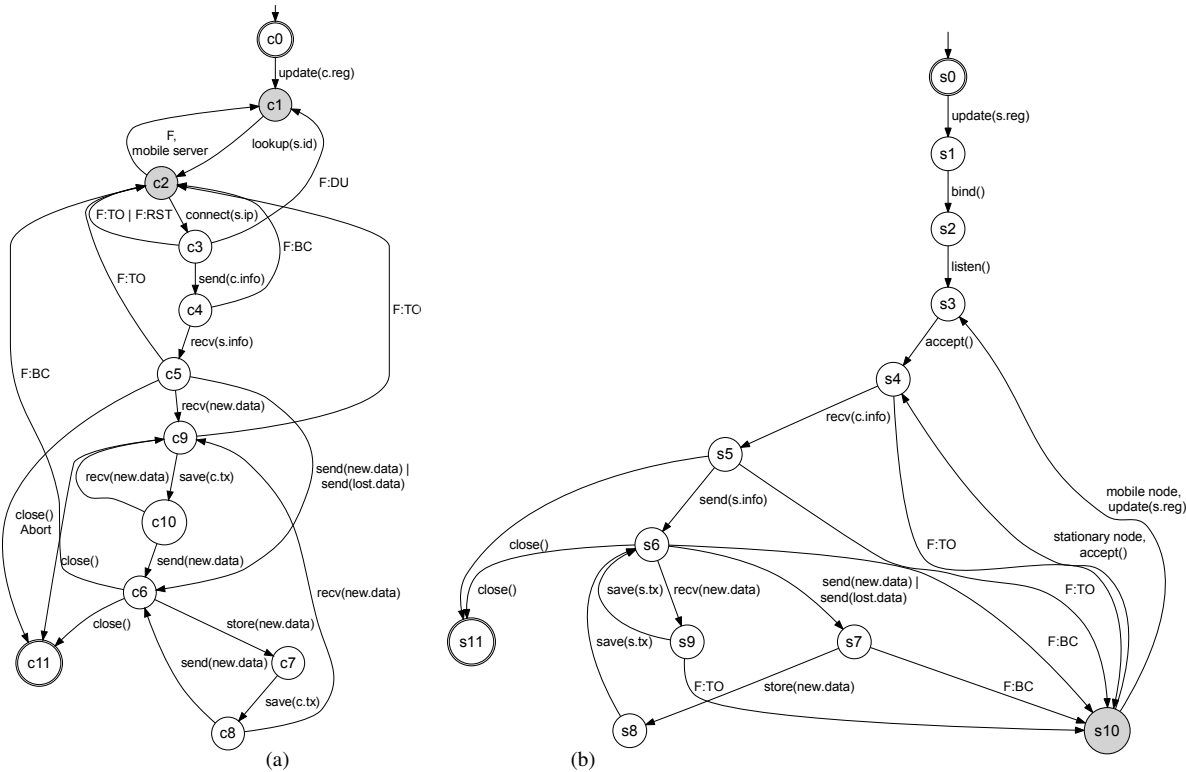 c0
update(c.reg)
c1
F,
mobile server
lookup(s.id)
c2
F:DU
F:TO | F:RST
connect(s.ip)
c3
F:BC
F:TO
send(c.info)
c4
F:TO
recv(s.info)
F:BC
c5
recv(new.data)
c9
send(new.data) |
send(lost.data)
recv(new.data)
save(c.tx)
close()
Abort
c10
close()
send(new.data)
c6
recv(new.data)
close()
store(new.data)
c11
send(new.data)
c7
save(c.tx)
c8
(a)
s0
update(s.reg)
s1
bind()
s2
listen()
s3
accept()
s4
recv(c.info)
s5
mobile node,
update(s.reg)
send(s.info)
stationary node,
accept()
close()
s6
F:TO
close()
save(s.tx)
recv(new.data)
send(new.data) |
send(lost.data)
F:TO
s11
save(s.tx)
s9
s7
F:BC
F:TO
store(new.data)
F:BC
s8
s10
(b)